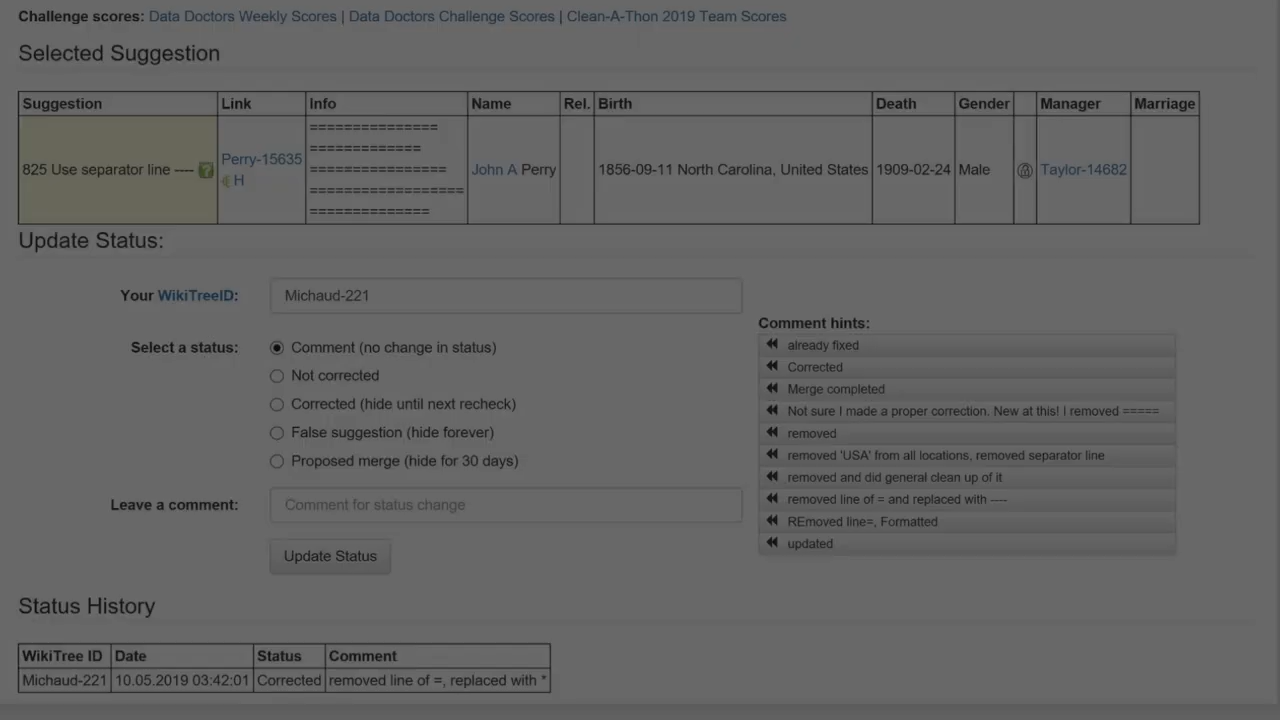 Challenge scores: Data Doctors Weekly Scores | Data Doctors Challenge Scores | Clean-A-Thon 2019 Team Scores
Selected Suggestion
Suggestion Link Info Name Rel. Birth Death Gender Manager Marriage
825 Use separator line ---- ? Perry-15635 H =============== ============= ================ ================== ============== John A Perry 1856-09-11 North Carolina, United States 1909-02-24 Male @ Taylor-14682
Update Status:
Your WikiTreeID: Michaud-221
Select a status: Comment (no change in status)
Not corrected
Corrected (hide until next recheck)
False suggestion (hide forever)
Proposed merge (hide for 30 days)
Leave a comment: Comment for status change
Update Status
Comment hints:
already fixed
Corrected
Merge completed
Not sure I made a proper correction. New at this! I removed =====
removed
removed 'USA' from all locations, removed separator line
removed and did general clean up of it
removed line of = and replaced with ----
REmoved line=, Formatted
updated
Status History
WikiTree ID Date Status Comment
Michaud-221 10.05.2019 03:42:01 Corrected removed line of =, replaced with *